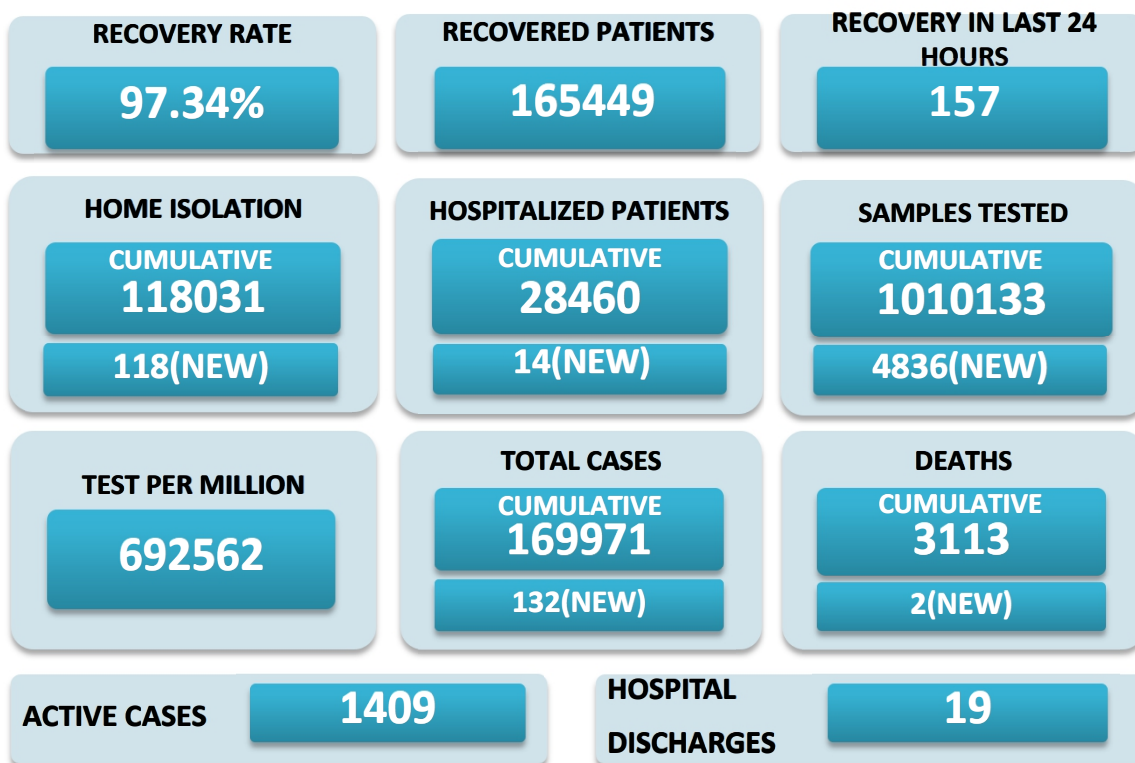 RECOVERY RATE
97.34%
RECOVERED PATIENTS
165449
RECOVERY IN LAST 24
HOURS
157
HOME ISOLATION
CUMULATIVE
118031
118(NEW)
HOSPITALIZED PATIENTS
CUMULATIVE
28460
14(NEW)
SAMPLES TESTED
CUMULATIVE
1010133
4836(NEW)
TEST PER MILLION
692562
TOTAL CASES
CUMULATIVE
169971
132(NEW)
DEATHS
CUMULATIVE
3113
2(NEW)
ACTIVE CASES
1409
HOSPITAL
DISCHARGES
19